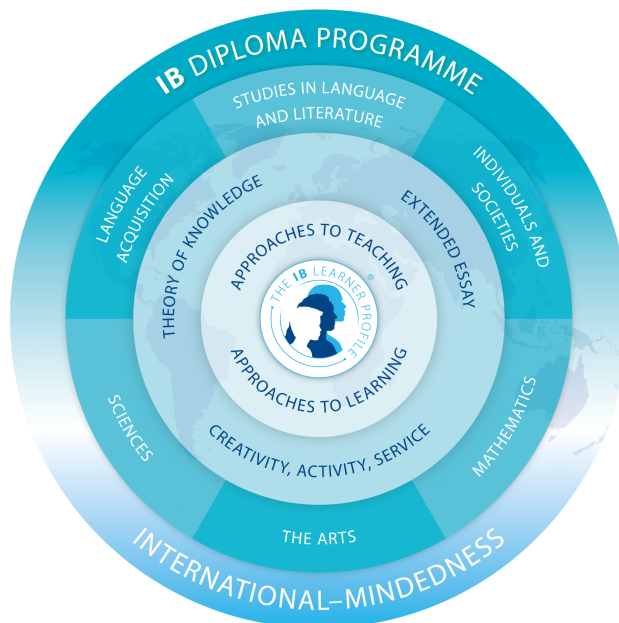 IB DIPLOMA PROGRAMME
STUDIES IN LANGUAGE
AND LITERATURE
LANGUAGE
ACQUISITION
INDIVIDUALS AND
SOCIETIES
THEORY OF KNOWLEDGE
EXTENDED ESSAY
APPROACHES TO TEACHING
THE IB LEARNER PROFILE
®
APPROACHES TO LEARNING
CREATIVITY, ACTIVITY, SERVICE
SCIENCES
MATHEMATICS
THE ARTS
INTERNATIONAL–MINDEDNESS